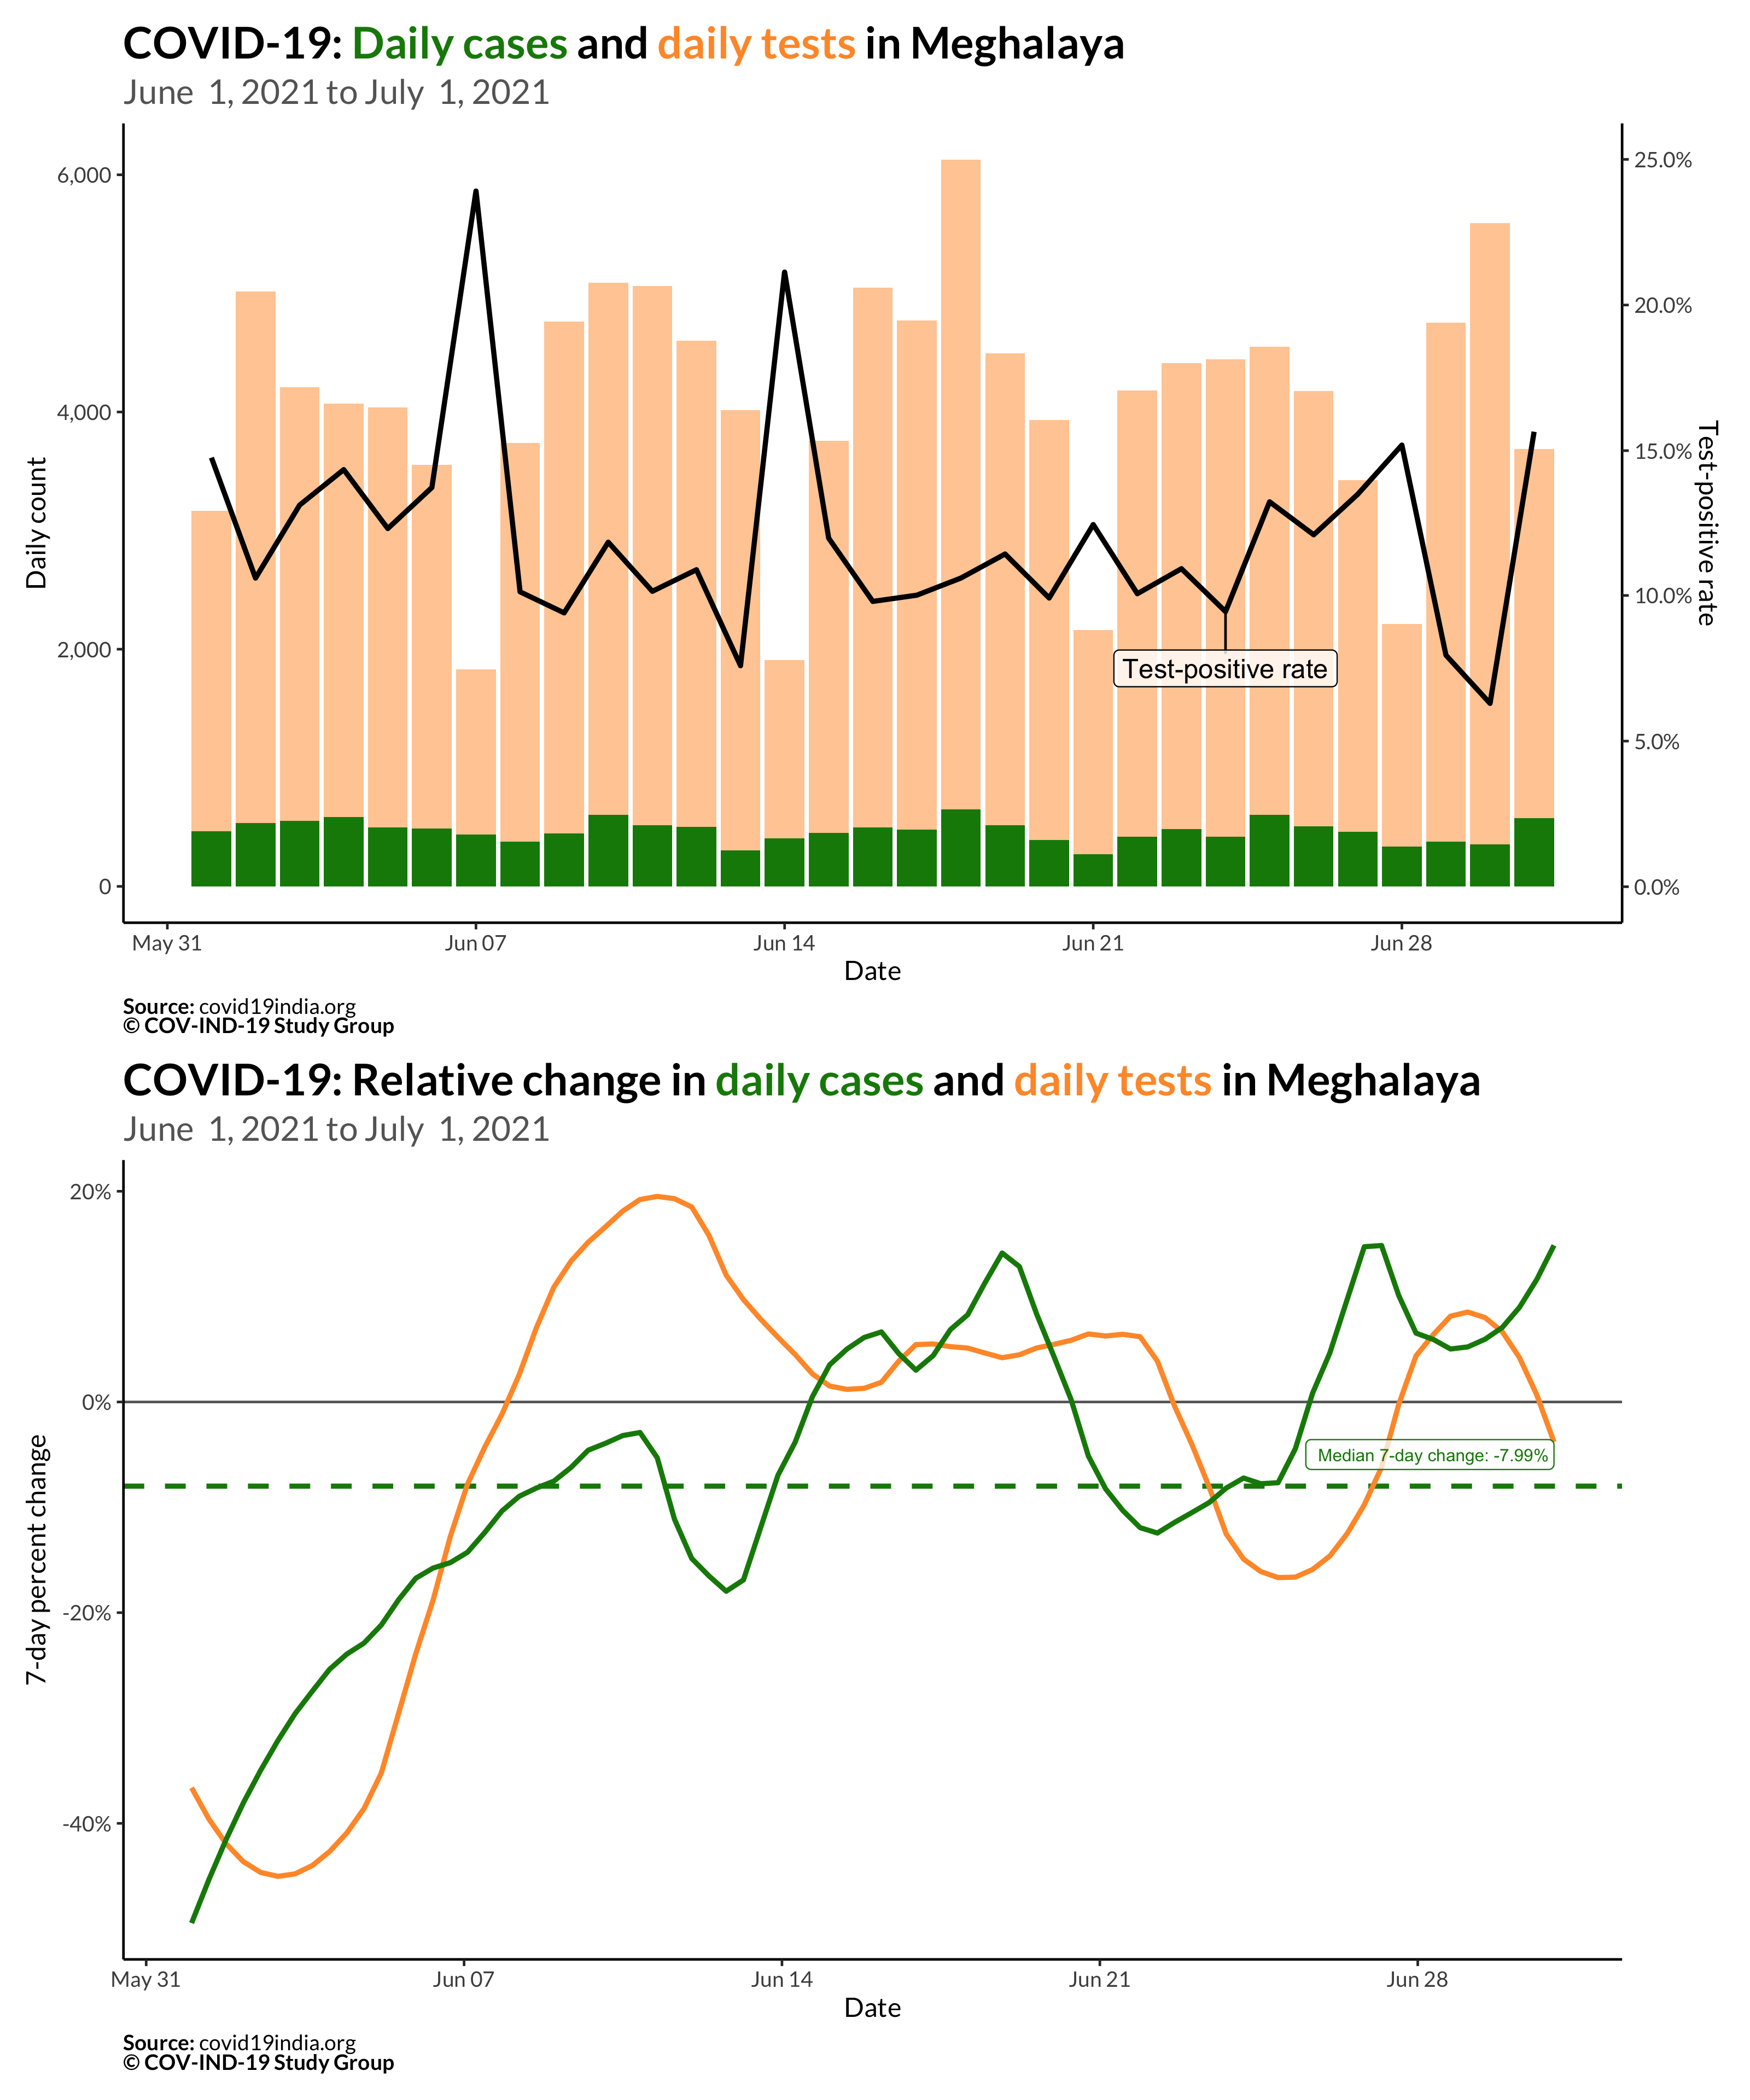 COVID-19: Daily cases and daily tests in Meghalaya
June 1, 2021 to July 1, 2021
6,000
4,000
2,000
0
Daily count
25.0%
20.0%
15.0%
10.0%
5.0%
0.0%
Test-positive rate
Test-positive rate
May 31
Jun 07
Jun 14
Jun 21
Jun 28
Date
Source: covid19india.org
© COV-IND-19 Study Group
COVID-19: Relative change in daily cases and daily tests in Meghalaya
June 1, 2021 to July 1, 2021
20%
0%
-20%
-40%
7-day percent change
Median 7-day change: -7.99%
May 31
Jun 07
Jun 14
Jun 21
Jun 28
Date
Source: covid19india.org
© COV-IND-19 Study Group